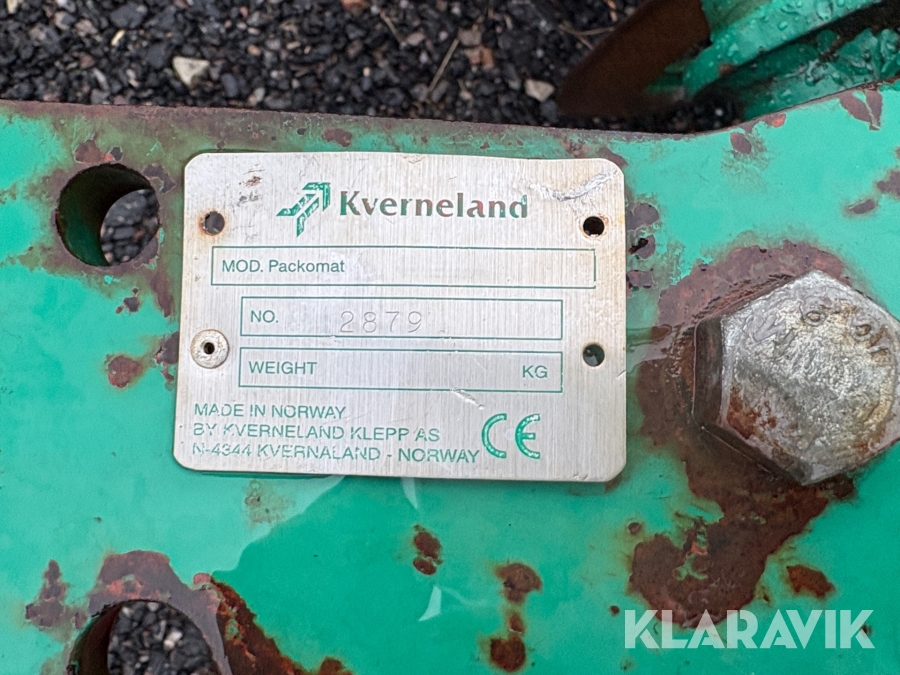 Kverneland
MOD. Packomat
NO. 2879
WEIGHT KG
MADE IN NORWAY
BY KVERNELAND KLEPP AS
N-4344 KVERNALAND - NORWAY
CE
KLARAVIK